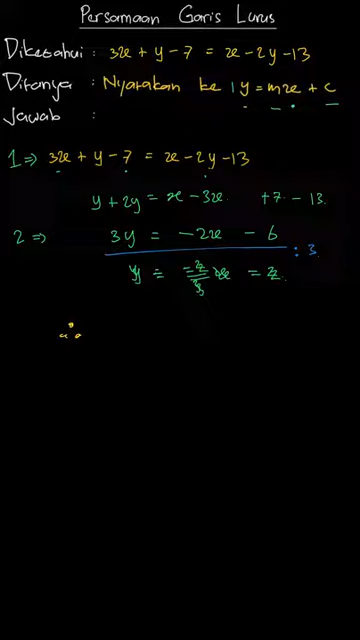 Persamaan Garis Lurus
Diketahui : 3x + y - 7 = x - 2y - 13
Ditanya : Nyatakan ke y = mx + c
Jawab :
1 ⇒ 3x + y - 7 = x - 2y - 13
y + 2y = x - 3x + 7 - 13
2 ⇒ 3y = -2x - 6
: 3
y = -2/3 x = 2
∴